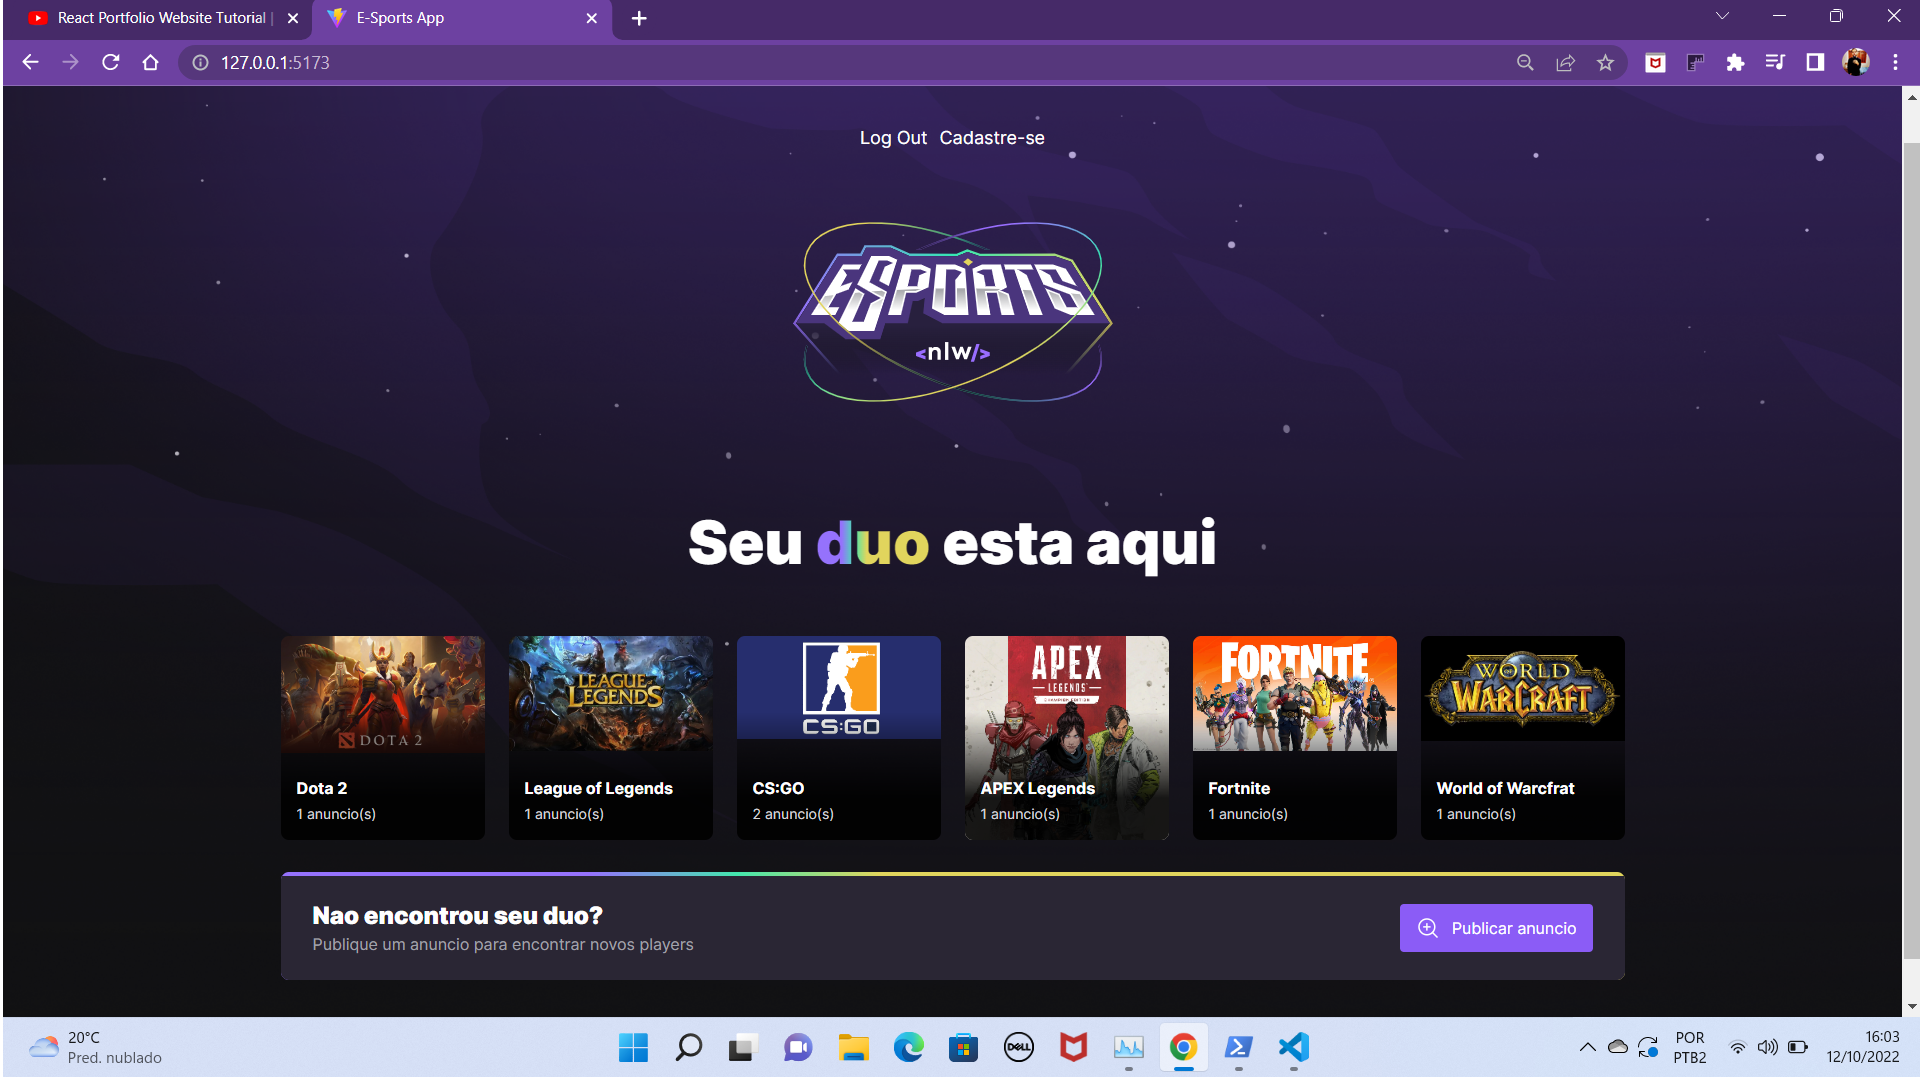 React Portfolio Website Tutorial |
E-Sports App
127.0.0.1:5173
Log Out Cadastre-se
ESPORTS
<nlw/>
Seu duo esta aqui
DOTA 2
LEAGUE OF LEGENDS
CS:GO
APEX
LEGENDS
CHAMPION EDITION
FORTNITE
WORLD OF WARCRAFT
Dota 2
1 anuncio(s)
League of Legends
1 anuncio(s)
CS:GO
2 anuncio(s)
APEX Legends
1 anuncio(s)
Fortnite
1 anuncio(s)
World of Warcfrat
1 anuncio(s)
Nao encontrou seu duo?
Publique um anuncio para encontrar novos players
Publicar anuncio
20°C
Pred. nublado
DELL
POR
PTB2
16:03
12/10/2022